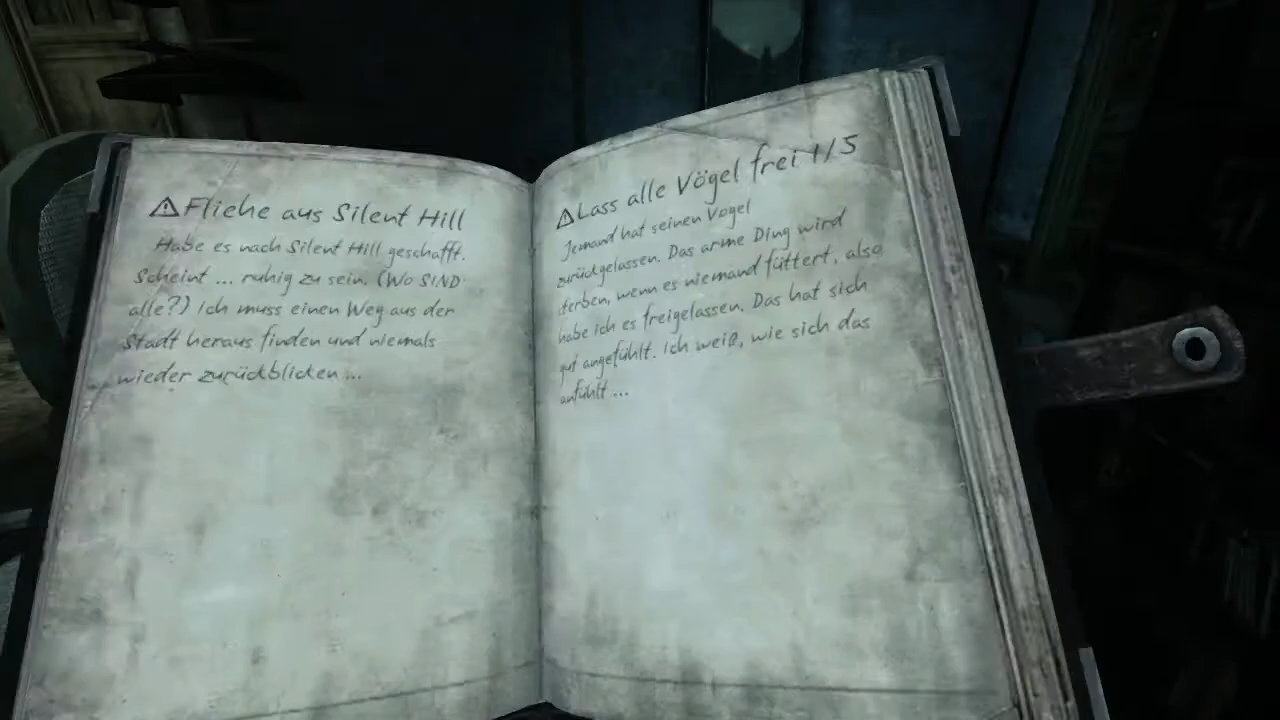 Fliehe aus Silent Hill
Habe es nach Silent Hill geschafft.
Scheint ... ruhig zu sein. (Wo SIND
alle?) Ich muss einen Weg aus der
Stadt heraus finden und niemals
wieder zurückblicken ...
Lass alle Vögel frei 1/5
Jemand hat seinen Vogel
zurückgelassen. Das arme Ding wird
sterben, wenn es niemand füttert, also
habe ich es freigelassen. Das hat sich
gut angefühlt. Ich weiß, wie sich das
anfühlt ...